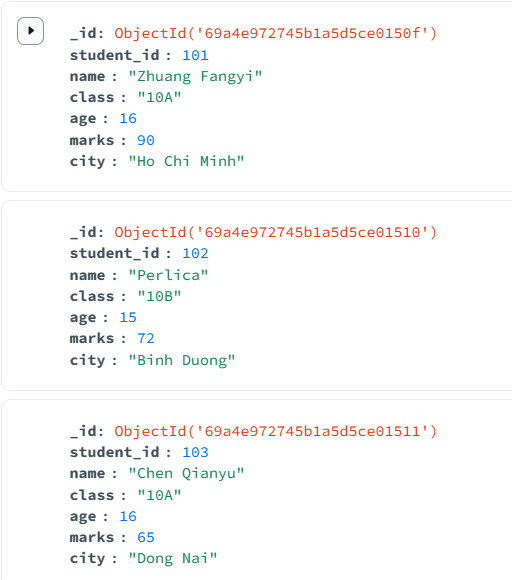 _id: ObjectId('69a4e972745b1a5d5ce0150f')
student_id : 101
name : "Zhuang Fangyi"
class : "10A"
age : 16
marks : 90
city : "Ho Chi Minh"
_id: ObjectId('69a4e972745b1a5d5ce01510')
student_id : 102
name : "Perlica"
class : "10B"
age : 15
marks : 72
city : "Binh Duong"
_id: ObjectId('69a4e972745b1a5d5ce01511')
student_id : 103
name : "Chen Qianyu"
class : "10A"
age : 16
marks : 65
city : "Dong Nai"